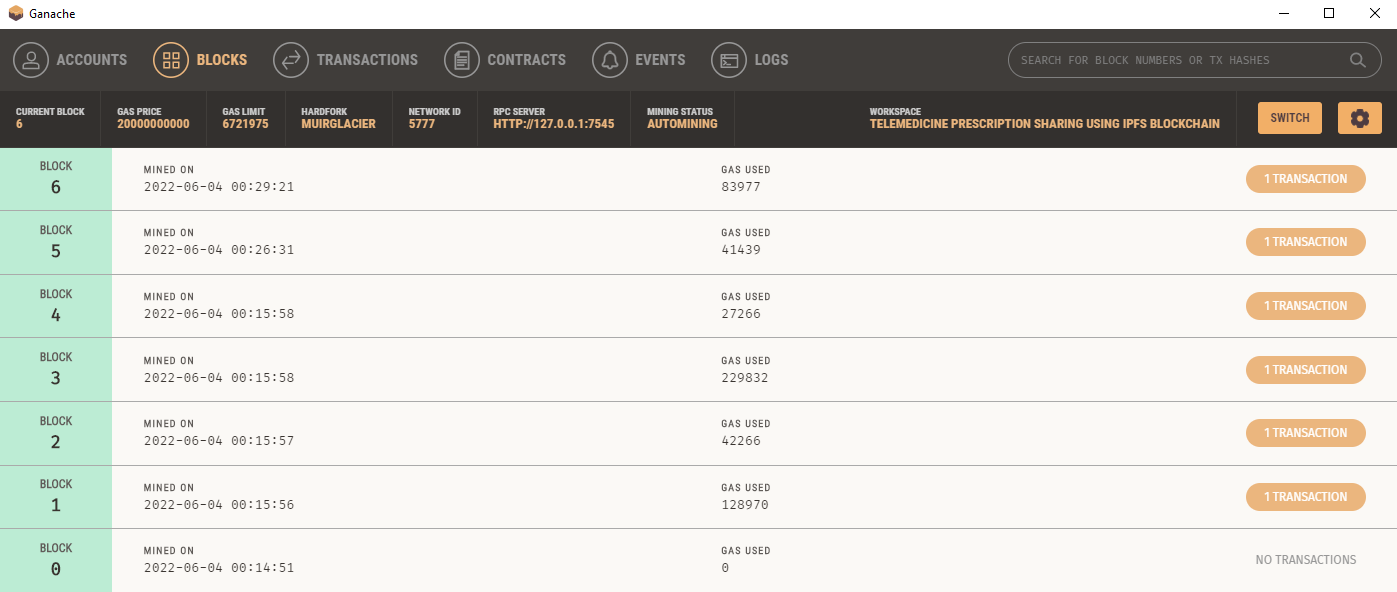 Ganache
ACCOUNTS BLOCKS TRANSACTIONS CONTRACTS EVENTS LOGS SEARCH FOR BLOCK NUMBERS OR TX HASHES
CURRENT BLOCK GAS PRICE GAS LIMIT HARDFORK NETWORK ID RPC SERVER MINING STATUS WORKSPACE
6 20000000000 6721975 MUIRGLACIER 5777 HTTP://127.0.0.1:7545 AUTOMINING TELEMEDICINE PRESCRIPTION SHARING USING IPFS BLOCKCHAIN SWITCH
BLOCK MINED ON GAS USED
6 2022-06-04 00:29:21 83977 1 TRANSACTION
BLOCK MINED ON GAS USED
5 2022-06-04 00:26:31 41439 1 TRANSACTION
BLOCK MINED ON GAS USED
4 2022-06-04 00:15:58 27266 1 TRANSACTION
BLOCK MINED ON GAS USED
3 2022-06-04 00:15:58 229832 1 TRANSACTION
BLOCK MINED ON GAS USED
2 2022-06-04 00:15:57 42266 1 TRANSACTION
BLOCK MINED ON GAS USED
1 2022-06-04 00:15:56 128970 1 TRANSACTION
BLOCK MINED ON GAS USED
0 2022-06-04 00:14:51 0 NO TRANSACTIONS